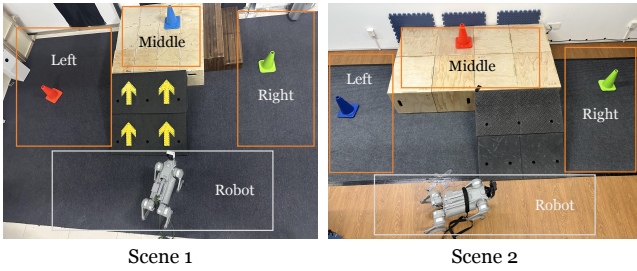 Left
Middle
Right
Robot
Scene 1
Left
Middle
Right
Robot
Scene 2